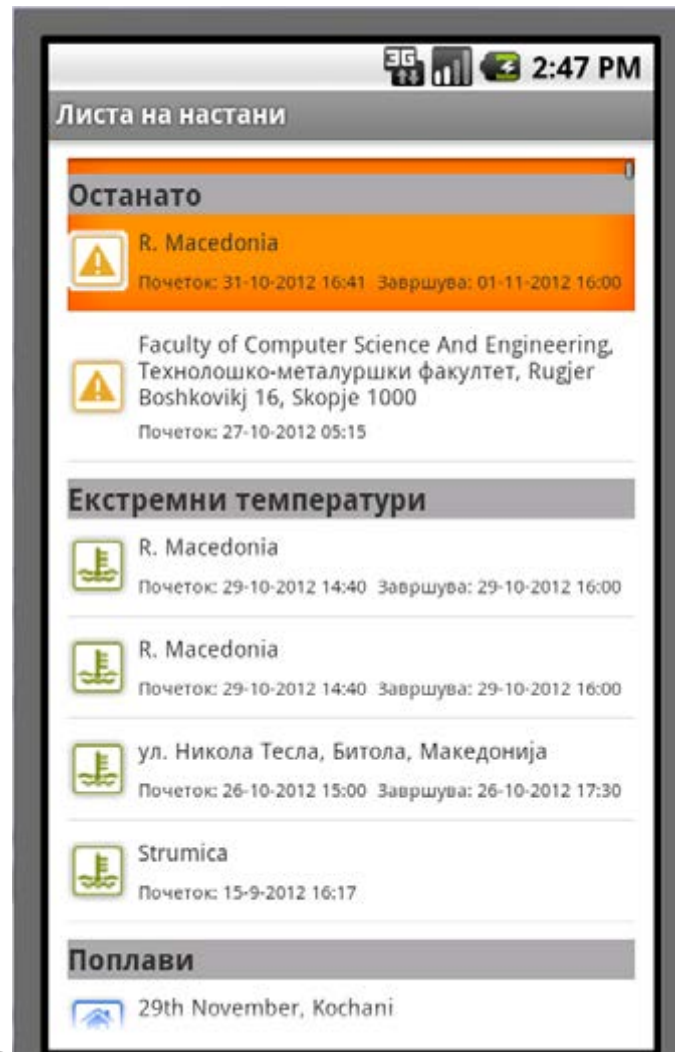 3G 2:47 PM
Листа на настани
Останато
R. Macedonia
Почеток: 31-10-2012 16:41 Завршува: 01-11-2012 16:00
Faculty of Computer Science And Engineering,
Технолошко-металуршки факултет, Rugjer
Boshkovikj 16, Skopje 1000
Почеток: 27-10-2012 05:15
Екстремни температури
R. Macedonia
Почеток: 29-10-2012 14:40 Завршува: 29-10-2012 16:00
R. Macedonia
Почеток: 29-10-2012 14:40 Завршува: 29-10-2012 16:00
ул. Никола Тесла, Битола, Македонија
Почеток: 26-10-2012 15:00 Завршува: 26-10-2012 17:30
Strumica
Почеток: 15-9-2012 16:17
Поплави
29th November, Kochani